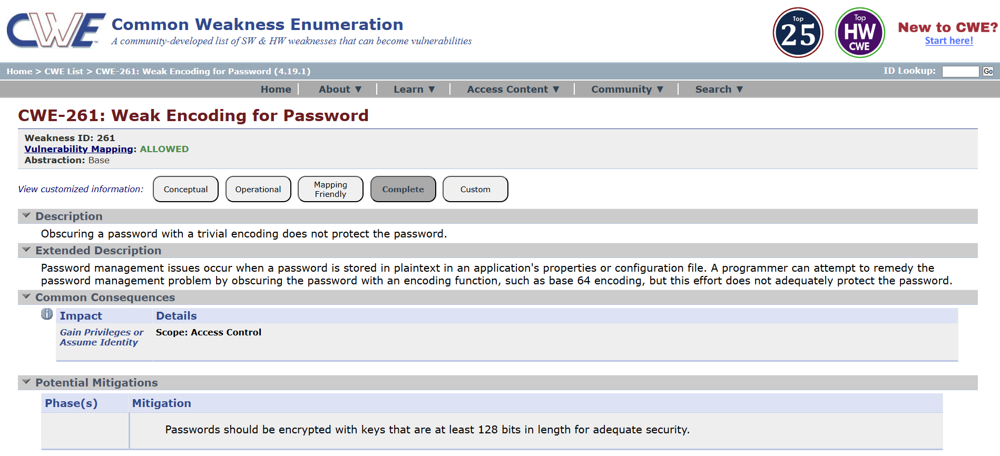 CWE
Common Weakness Enumeration
A community-developed list of SW & HW weaknesses that can become vulnerabilities
Top
25
Top
HW
CWE
New to CWE?
Start here!
Home > CWE List > CWE-261: Weak Encoding for Password (4.19.1)
ID Lookup:
Go
Home
About ▼
Learn ▼
Access Content ▼
Community ▼
Search ▼
CWE-261: Weak Encoding for Password
Weakness ID: 261
Vulnerability Mapping: ALLOWED
Abstraction: Base
View customized information:
Conceptual
Operational
Mapping
Friendly
Complete
Custom
Description
Obscuring a password with a trivial encoding does not protect the password.
Extended Description
Password management issues occur when a password is stored in plaintext in an application's properties or configuration file. A programmer can attempt to remedy the
password management problem by obscuring the password with an encoding function, such as base 64 encoding, but this effort does not adequately protect the password.
Common Consequences
Impact
Details
Gain Privileges or
Assume Identity
Scope: Access Control
Potential Mitigations
Phase(s)
Mitigation
Passwords should be encrypted with keys that are at least 128 bits in length for adequate security.